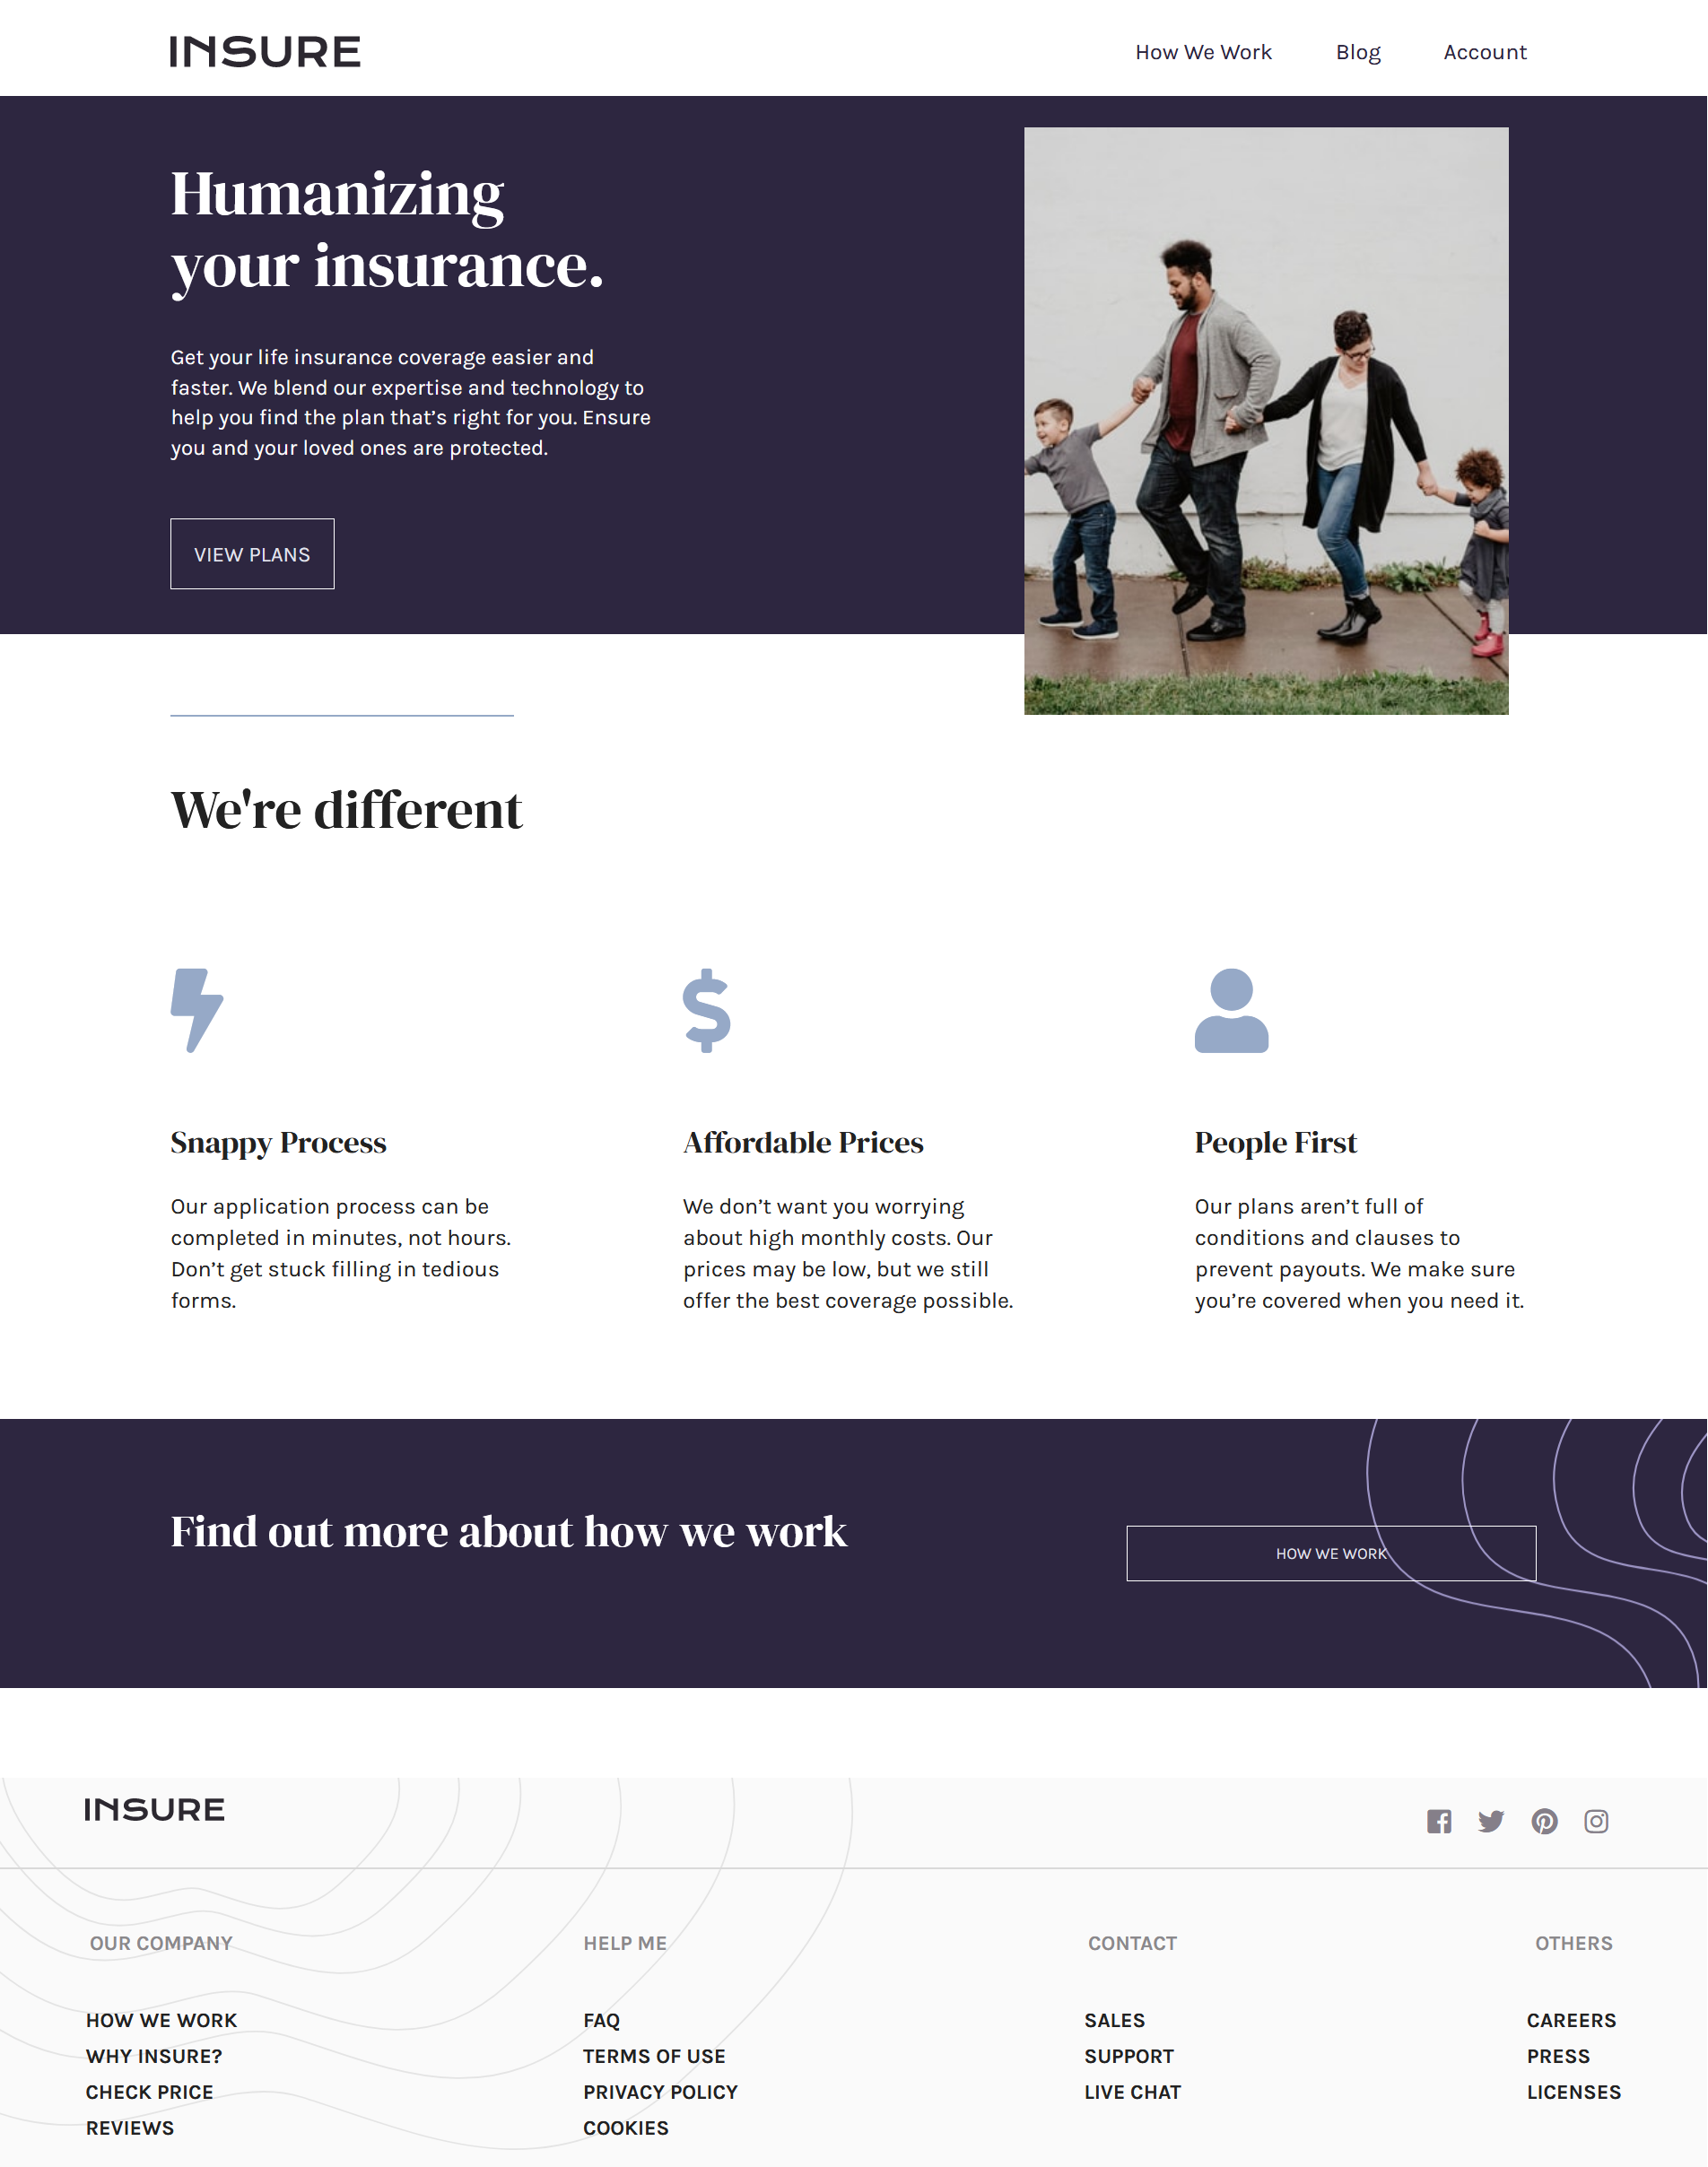 INSURE
How We Work Blog Account
Humanizing
your insurance.
Get your life insurance coverage easier and
faster. We blend our expertise and technology to
help you find the plan that’s right for you. Ensure
you and your loved ones are protected.
VIEW PLANS
We're different
Snappy Process
Our application process can be
completed in minutes, not hours.
Don’t get stuck filling in tedious
forms.
Affordable Prices
We don’t want you worrying
about high monthly costs. Our
prices may be low, but we still
offer the best coverage possible.
People First
Our plans aren’t full of
conditions and clauses to
prevent payouts. We make sure
you’re covered when you need it.
Find out more about how we work
HOW WE WORK
INSURE
OUR COMPANY
HOW WE WORK
WHY INSURE?
CHECK PRICE
REVIEWS
HELP ME
FAQ
TERMS OF USE
PRIVACY POLICY
COOKIES
CONTACT
SALES
SUPPORT
LIVE CHAT
OTHERS
CAREERS
PRESS
LICENSES